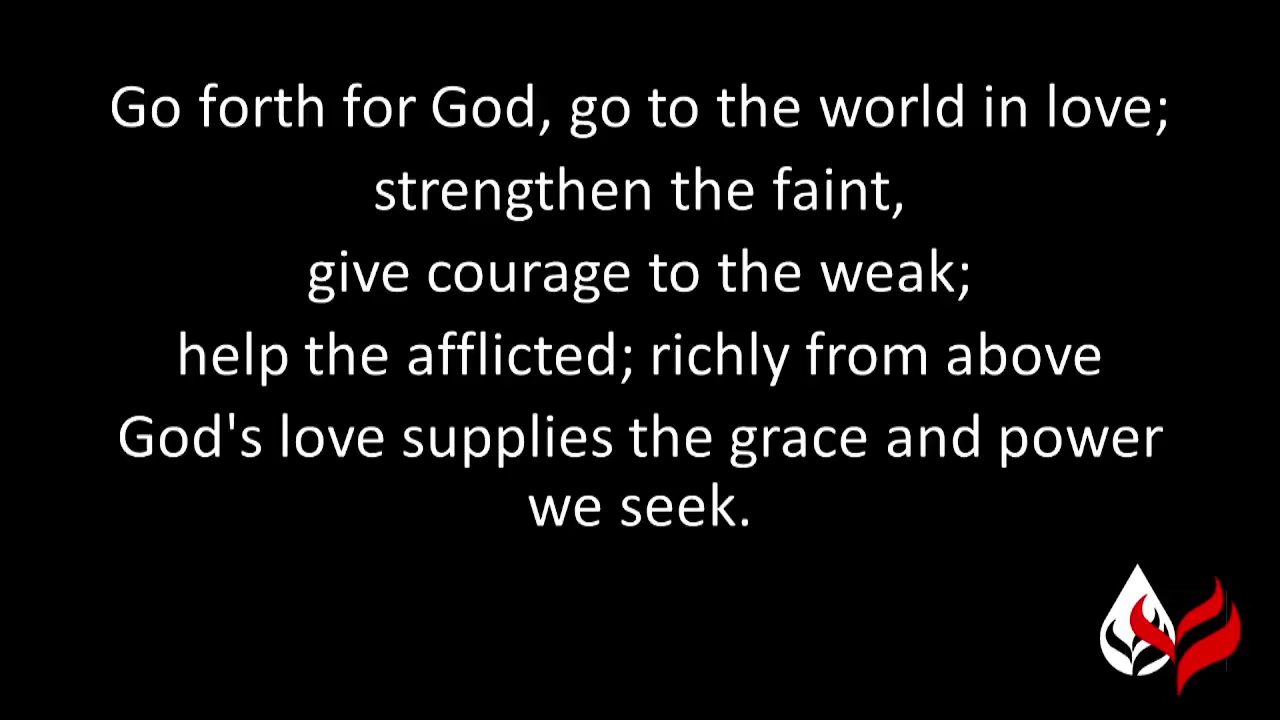 Go forth for God, go to the world in love;
strengthen the faint,
give courage to the weak;
help the afflicted; richly from above
God's love supplies the grace and power
we seek.